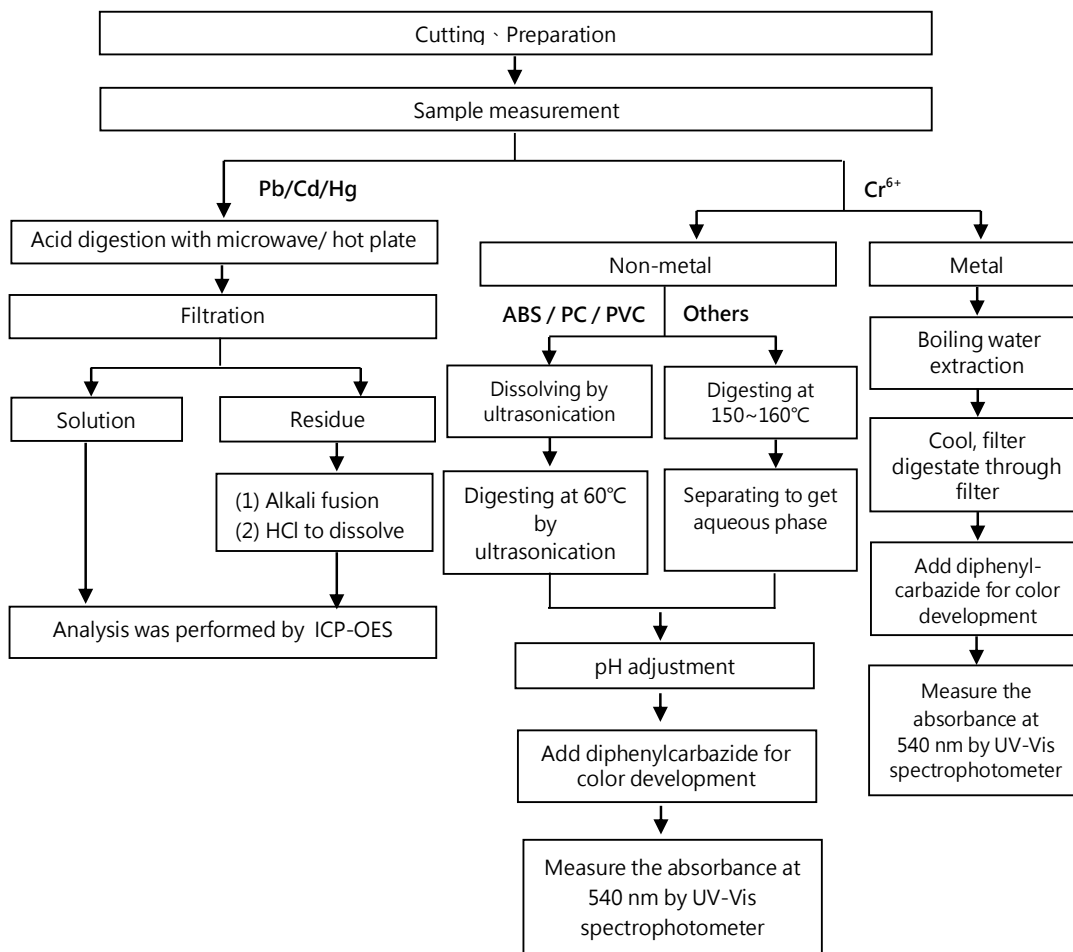 Cutting、Preparation
Sample measurement
Pb/Cd/Hg
Cr⁶⁺
Acid digestion with microwave/ hot plate
Filtration
Solution
Residue
(1) Alkali fusion
(2) HCl to dissolve
Analysis was performed by ICP-OES
Non-metal
ABS / PC / PVC
Others
Dissolving by
ultrasonication
Digesting at
150~160℃
Digesting at 60℃
by
ultrasonication
Separating to get
aqueous phase
pH adjustment
Add diphenylcarbazide for
color development
Measure the absorbance at
540 nm by UV-Vis
spectrophotometer
Metal
Boiling water
extraction
Cool, filter
digestate through
filter
Add diphenyl-
carbazide for color
development
Measure the
absorbance at
540 nm by UV-Vis
spectrophotometer